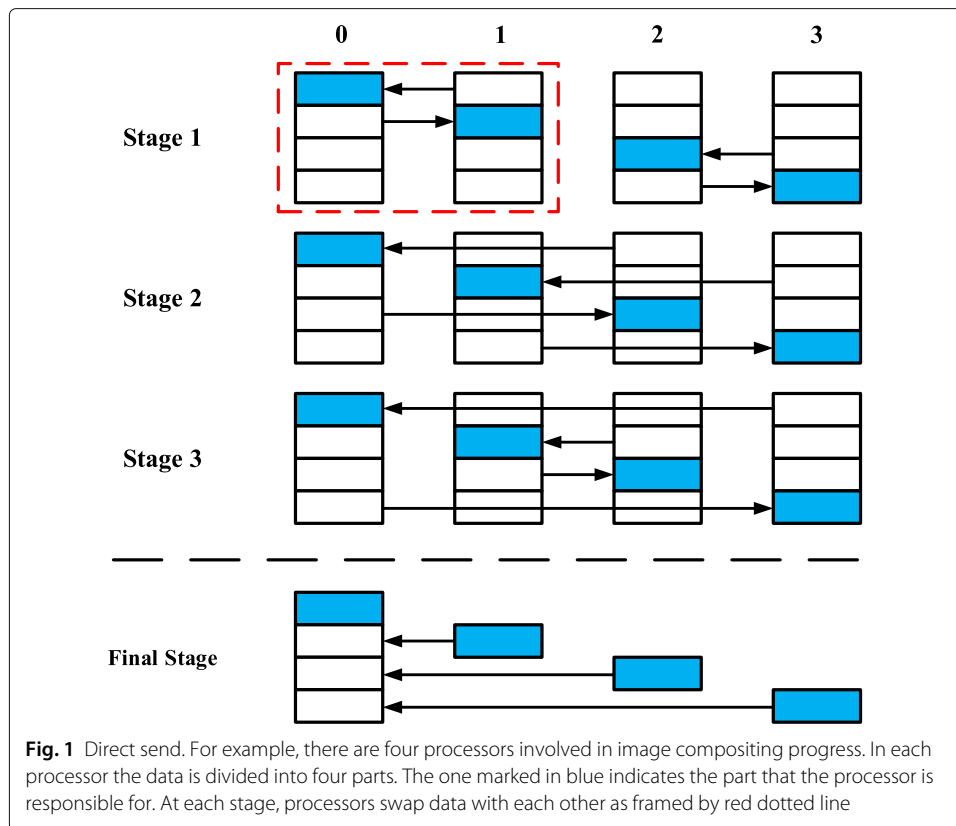 0 1 2 3
Stage 1
Stage 2
Stage 3
Final Stage
Fig. 1 Direct send. For example, there are four processors involved in image compositing progress. In each
processor the data is divided into four parts. The one marked in blue indicates the part that the processor is
responsible for. At each stage, processors swap data with each other as framed by red dotted line